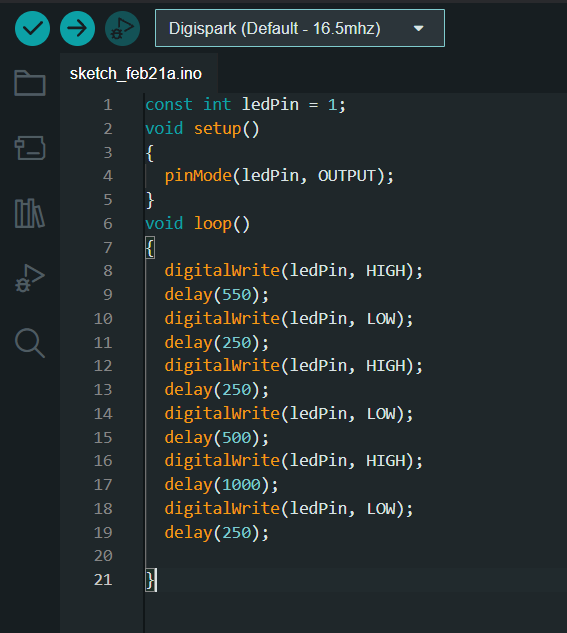 Digispark (Default - 16.5mhz)
sketch_feb21a.ino
1 const int ledPin = 1;
2 void setup()
3 {
4   pinMode(ledPin, OUTPUT);
5 }
6 void loop()
7 {
8   digitalWrite(ledPin, HIGH);
9   delay(550);
10   digitalWrite(ledPin, LOW);
11   delay(250);
12   digitalWrite(ledPin, HIGH);
13   delay(250);
14   digitalWrite(ledPin, LOW);
15   delay(500);
16   digitalWrite(ledPin, HIGH);
17   delay(1000);
18   digitalWrite(ledPin, LOW);
19   delay(250);
20
21 }